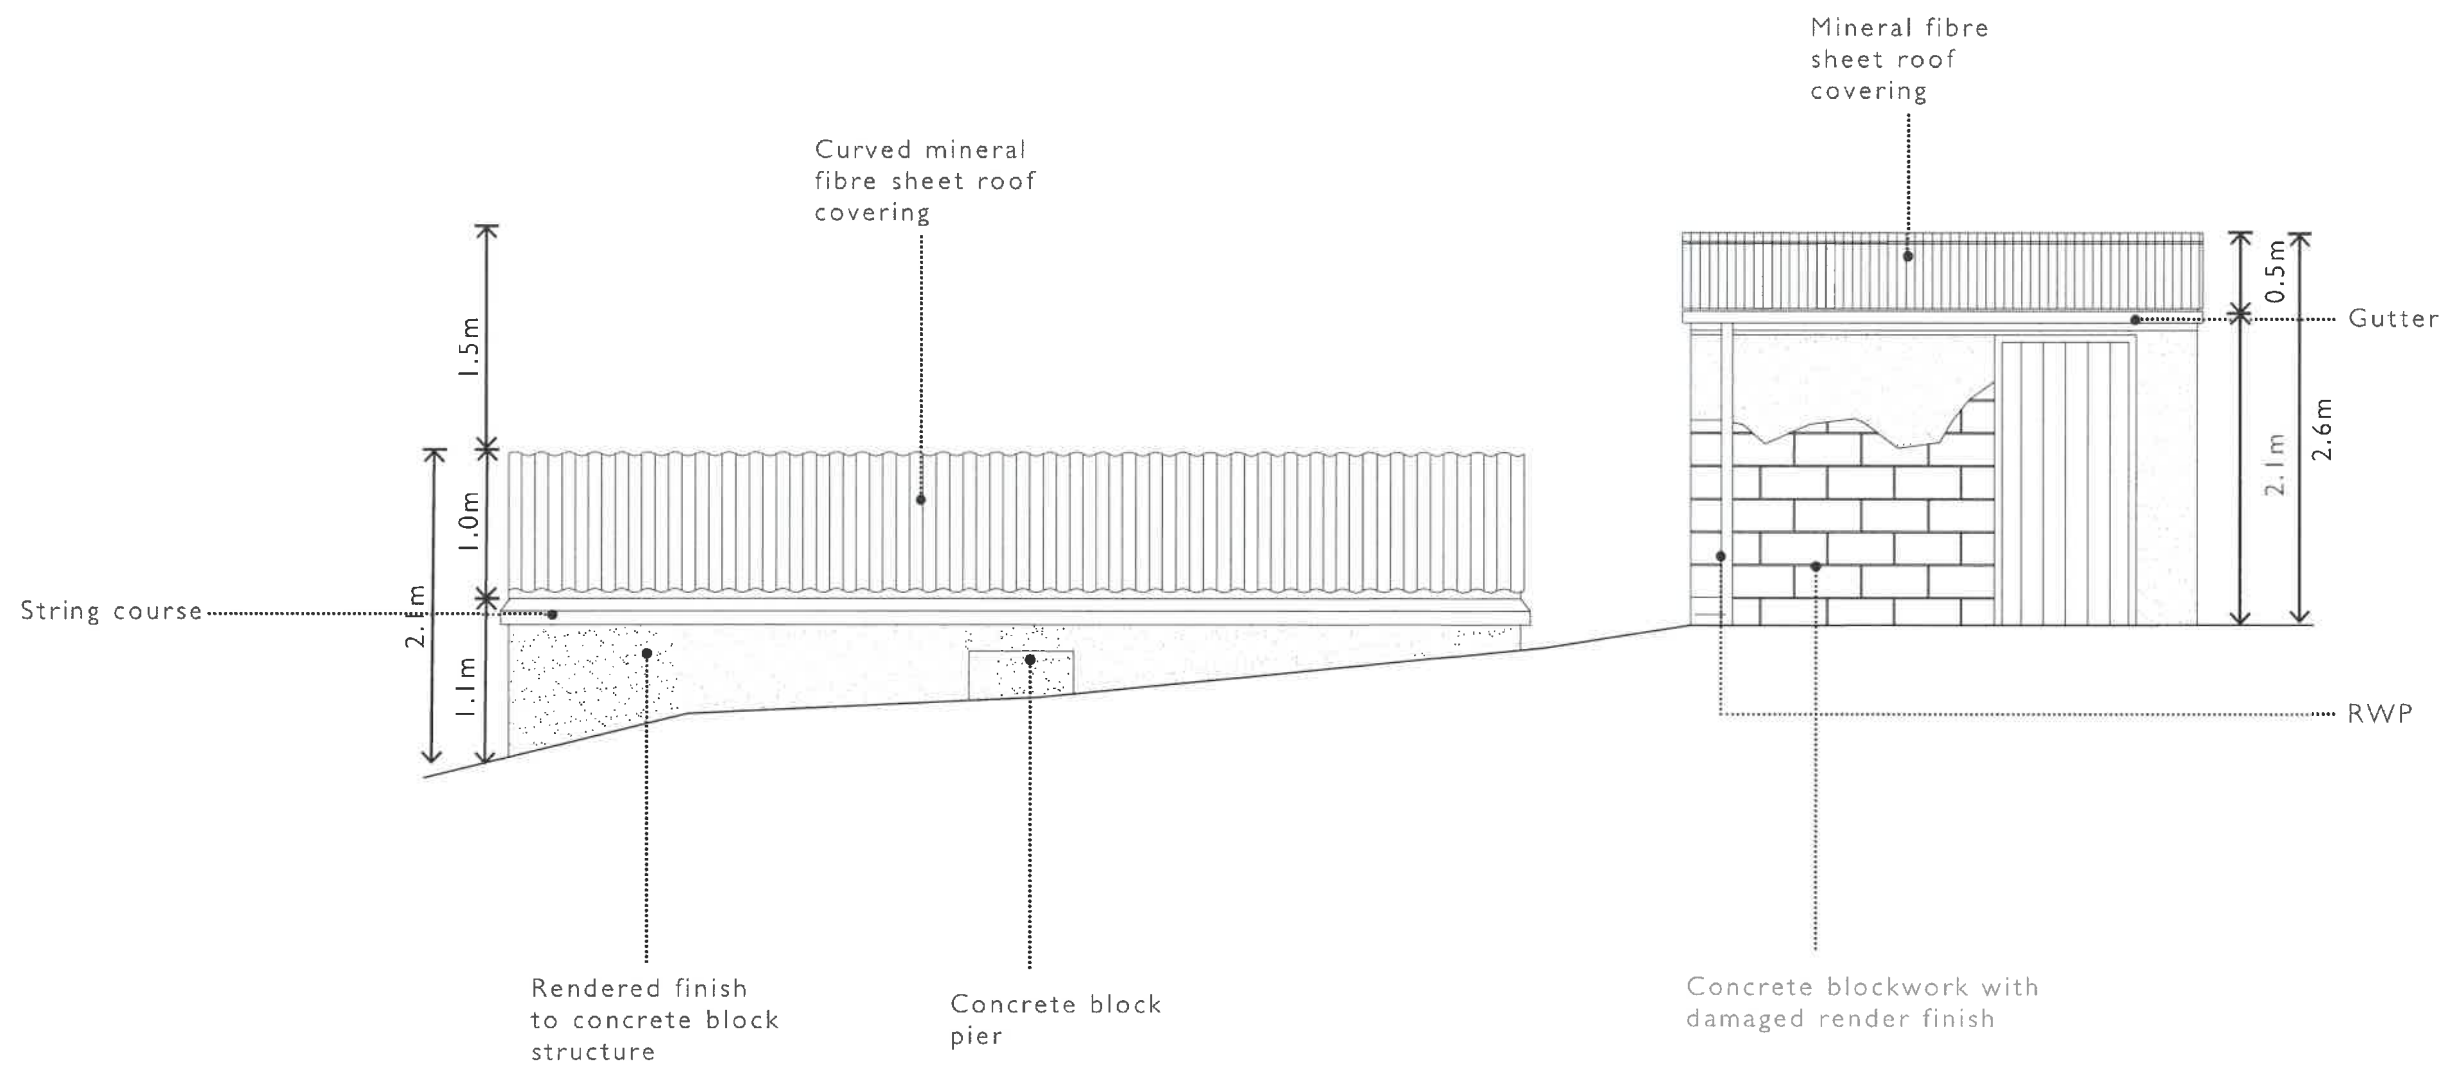 Mineral fibre
sheet roof
covering
Curved mineral
fibre sheet roof
covering
1.5m
1.0m
2.1m
1.1m
String course
0.5m
Gutter
2.6m
2.1m
RWP
Rendered finish
to concrete block
structure
Concrete block
pier
Concrete blockwork with
damaged render finish